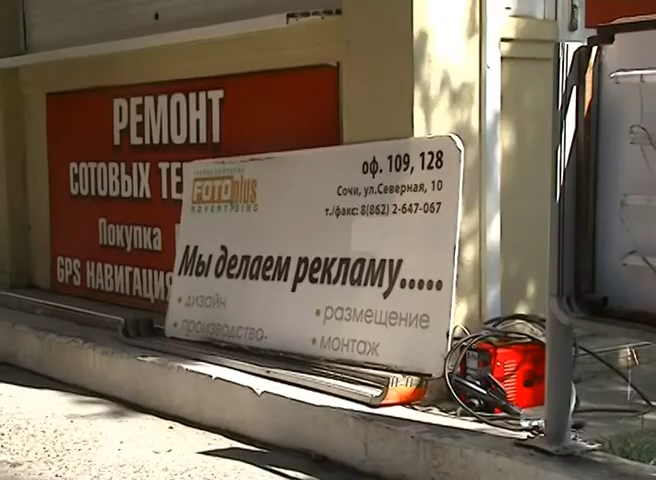 РЕМОНТ
СОТОВЫХ ТЕ
Покупка
GPS НАВИГАЦИЯ
FOTOplus
ADVERTISING
оф. 109, 128
Сочи, ул.Северная, 10
т./факс: 8(862) 2-647-067
Мы делаем рекламу.....
• дизайн
• производство
• размещение
• монтаж